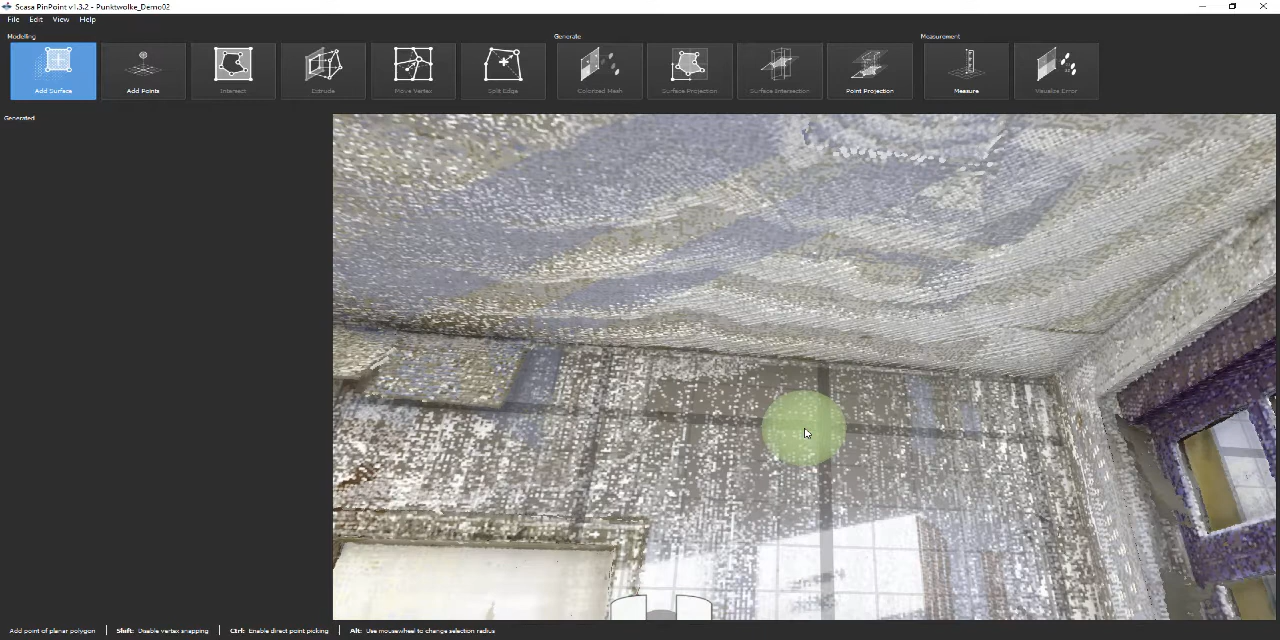 Scasa PinPoint v1.3.2 - Punktwolke_Demo02
File Edit View Help
Modelling Generate Measurement
Add Surface Add Points Intersect Extrude Move Vertex Split Edge Colorized Mesh Surface Projection Surface Intersection Point Projection Measure Visualize Error
Generated
Add point of planar polygon Shift: Disable vertex snapping Ctrl: Enable direct point picking Alt: Use mousewheel to change selection radius